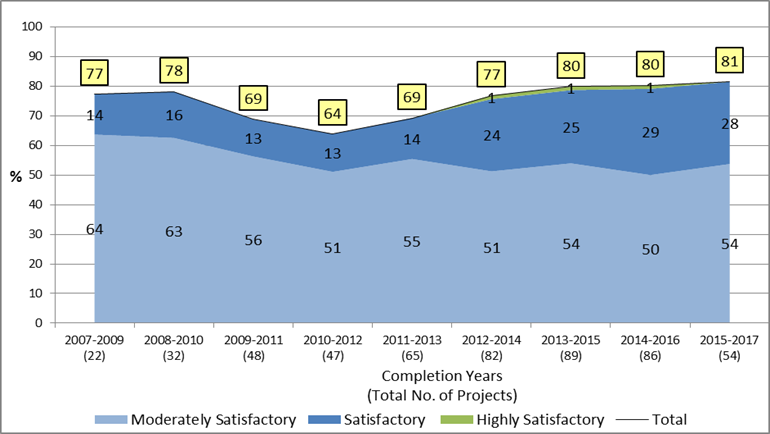 100
90
80
70
60
50
40
30
20
10
0
%
77 78 69 64 69 77 80 80 81
1 1 1
14 16 13 13 14 24 25 29 28
64 63 56 51 55 51 54 50 54
2007-2009 2008-2010 2009-2011 2010-2012 2011-2013 2012-2014 2013-2015 2014-2016 2015-2017
(22) (32) (48) (47) (65) (82) (89) (86) (54)
Completion Years
(Total No. of Projects)
Moderately Satisfactory Satisfactory Highly Satisfactory Total